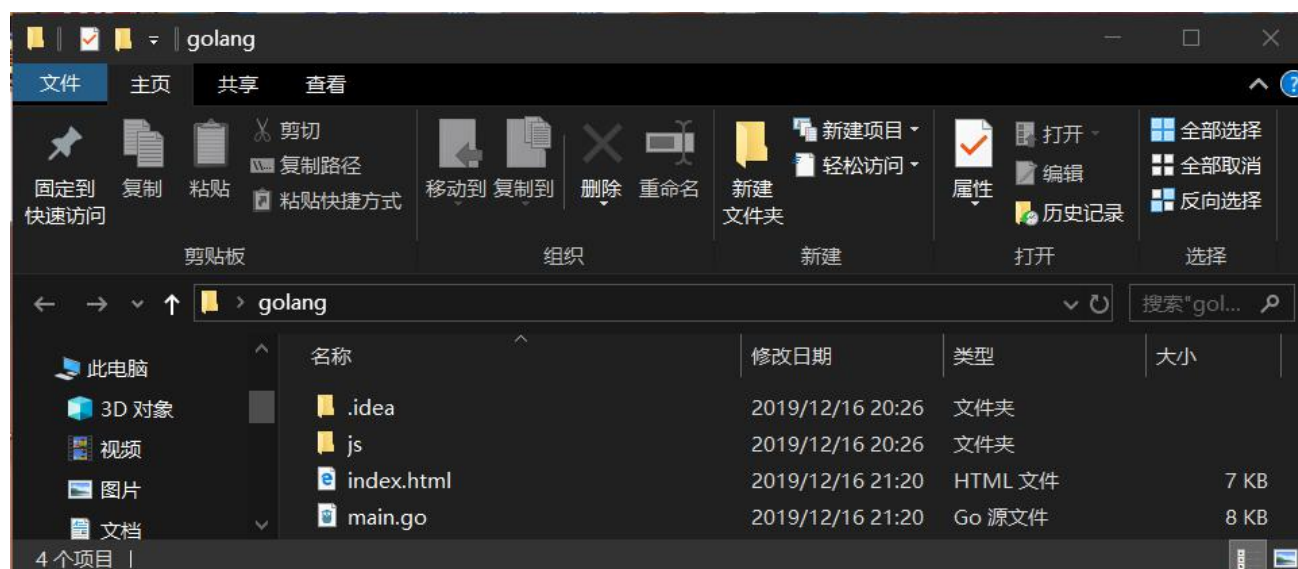 golang
文件 主页 共享 查看
固定到
快速访问
复制
粘贴
剪切
复制路径
粘贴快捷方式
剪贴板
移动到 复制到 删除 重命名
组织
新建
文件夹
新建项目
轻松访问
新建
属性
打开
编辑
历史记录
打开
全部选择
全部取消
反向选择
选择
golang
搜索"gol...
此电脑
3D 对象
视频
图片
文档
名称 修改日期 类型 大小
.idea 2019/12/16 20:26 文件夹
js 2019/12/16 20:26 文件夹
index.html 2019/12/16 21:20 HTML 文件 7 KB
main.go 2019/12/16 21:20 Go 源文件 8 KB
4 个项目